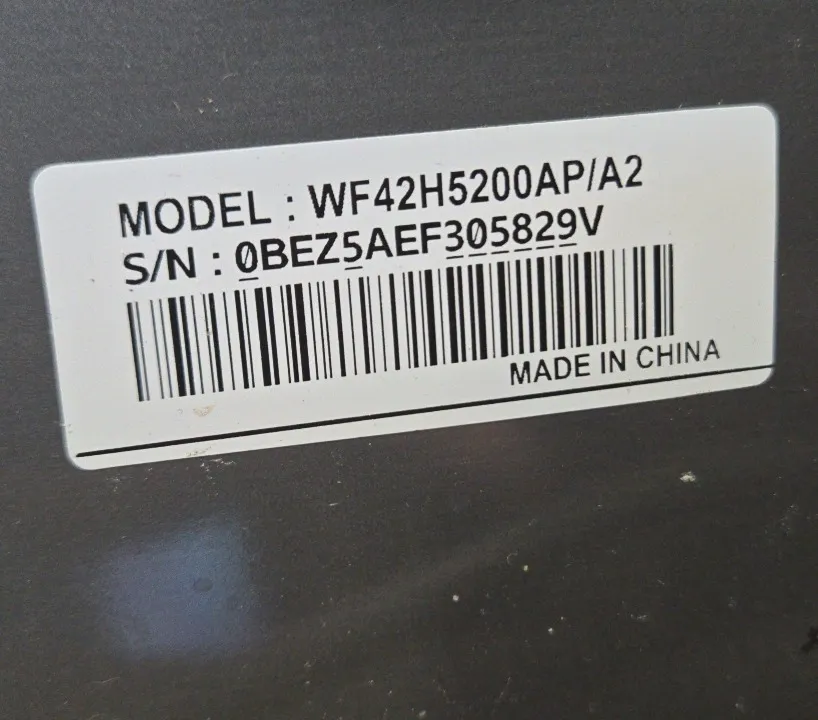 MODEL : WF42H5200AP/A2
S/N : 0BEZ5AEF305829V
MADE IN CHINA